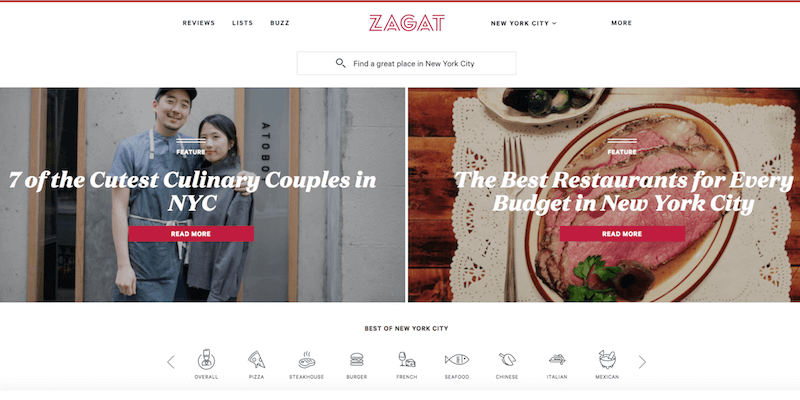 REVIEWS LISTS BUZZ ZAGAT NEW YORK CITY MORE
Find a great place in New York City
FEATURE
7 of the Cutest Culinary Couples in
NYC
READ MORE
ATOBO
FEATURE
The Best Restaurants for Every
Budget in New York City
READ MORE
BEST OF NEW YORK CITY
OVERALL PIZZA STEAKHOUSE BURGER FRENCH SEAFOOD CHINESE ITALIAN MEXICAN